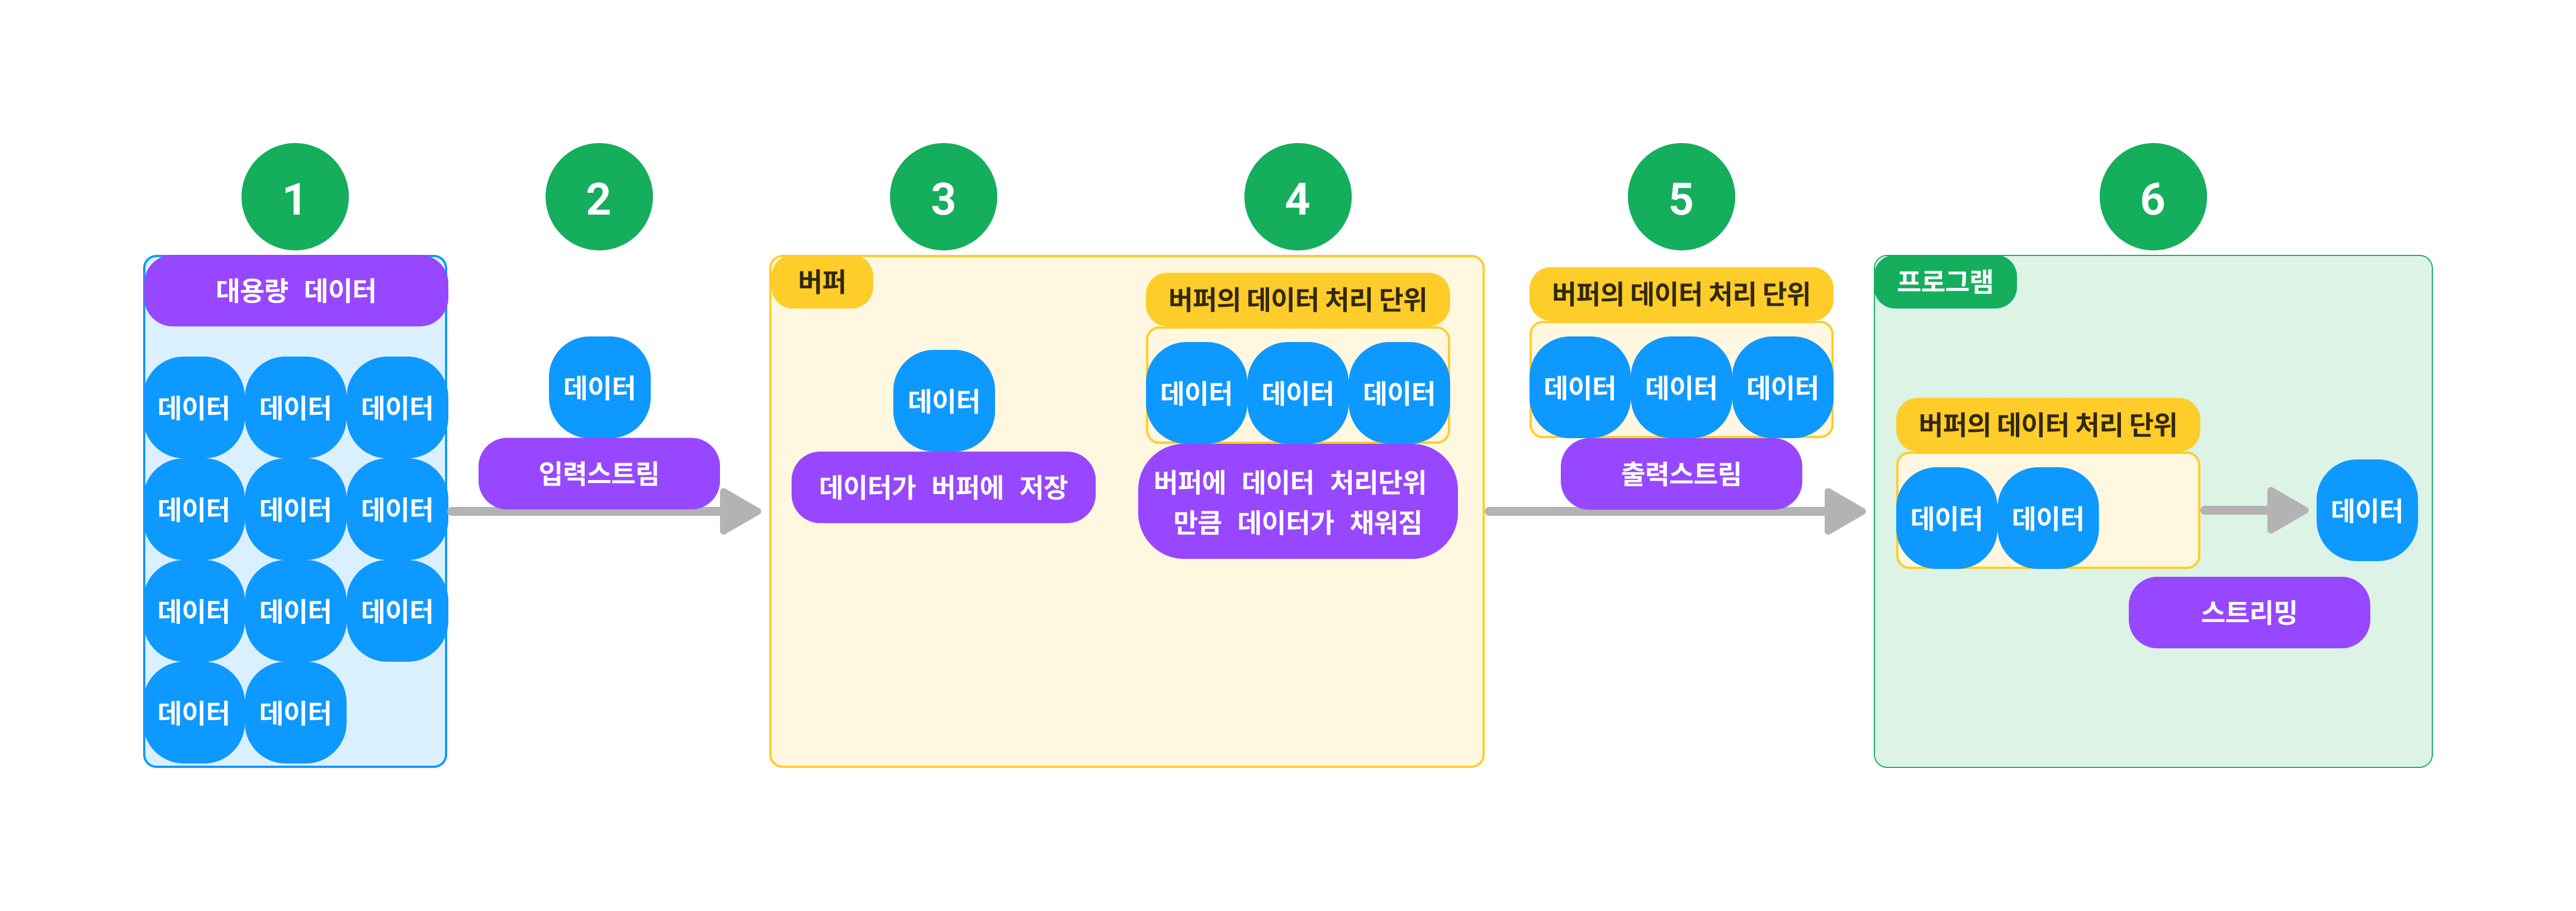 1
대용량 데이터
데이터 데이터 데이터
데이터 데이터 데이터
데이터 데이터 데이터
데이터 데이터
2
데이터
입력스트림
버퍼
3
데이터
데이터가 버퍼에 저장
4
버퍼의 데이터 처리 단위
데이터 데이터 데이터
버퍼에 데이터 처리단위
만큼 데이터가 채워짐
5
버퍼의 데이터 처리 단위
데이터 데이터 데이터
출력스트림
6
프로그램
버퍼의 데이터 처리 단위
데이터 데이터
데이터
스트리밍